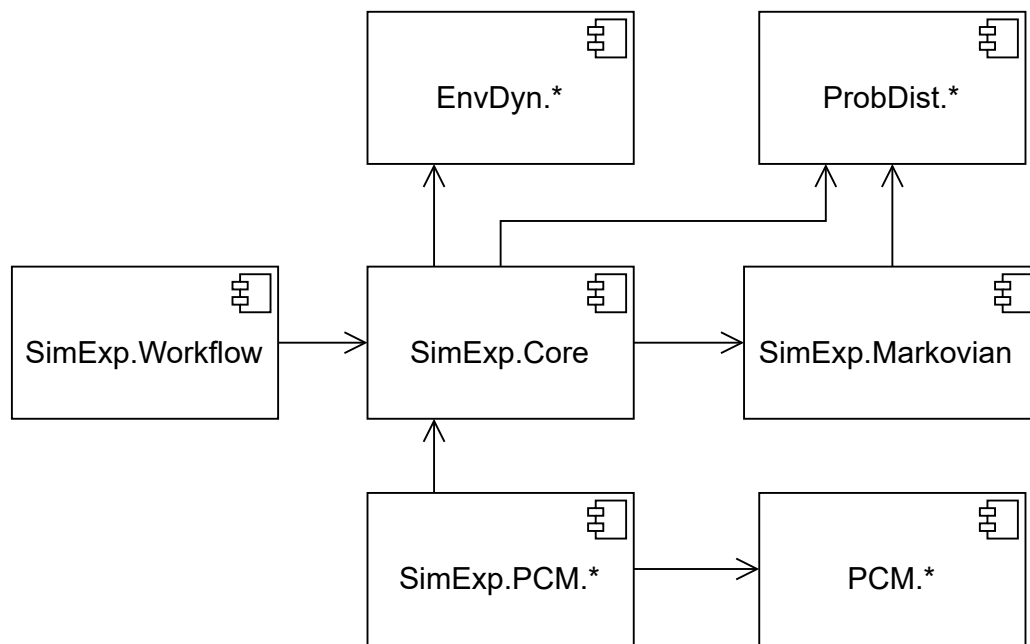 EnvDyn.*
ProbDist.*
SimExp.Workflow
SimExp.Core
SimExp.Markovian
SimExp.PCM.*
PCM.*